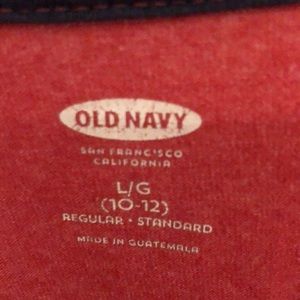 OLD NAVY
SAN FRANCISCO
CALIFORNIA
L/G
(10-12)
REGULAR • STANDARD
MADE IN GUATEMALA